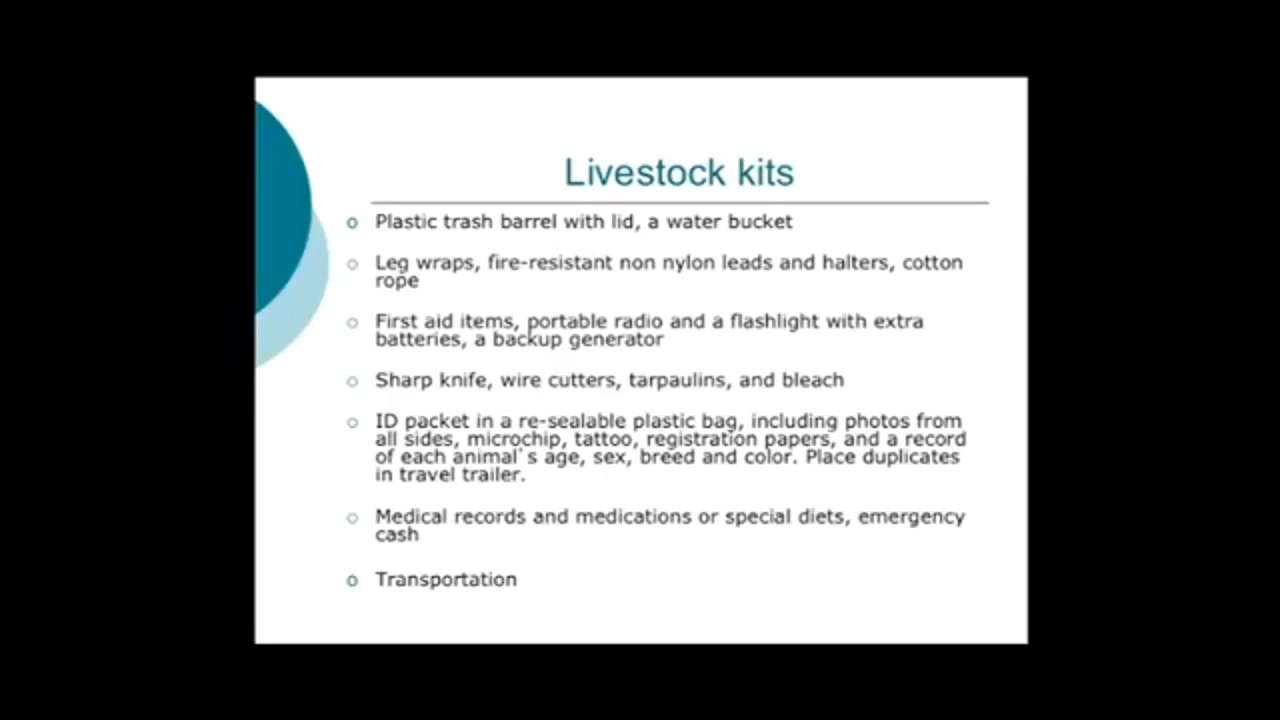 Livestock kits
Plastic trash barrel with lid, a water bucket
Leg wraps, fire-resistant non nylon leads and halters, cotton
rope
First aid items, portable radio and a flashlight with extra
batteries, a backup generator
Sharp knife, wire cutters, tarpaulins, and bleach
ID packet in a re-sealable plastic bag, including photos from
all sides, microchip, tattoo, registration papers, and a record
of each animal's age, sex, breed and color. Place duplicates
in travel trailer.
Medical records and medications or special diets, emergency
cash
Transportation